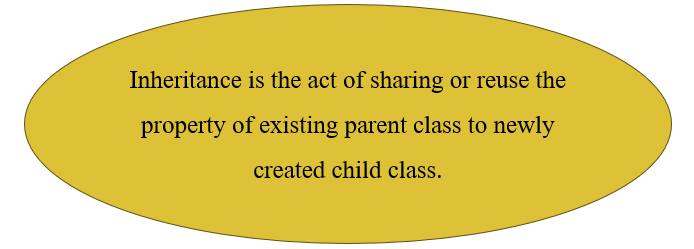 Inheritance is the act of sharing or reuse the
property of existing parent class to newly
created child class.